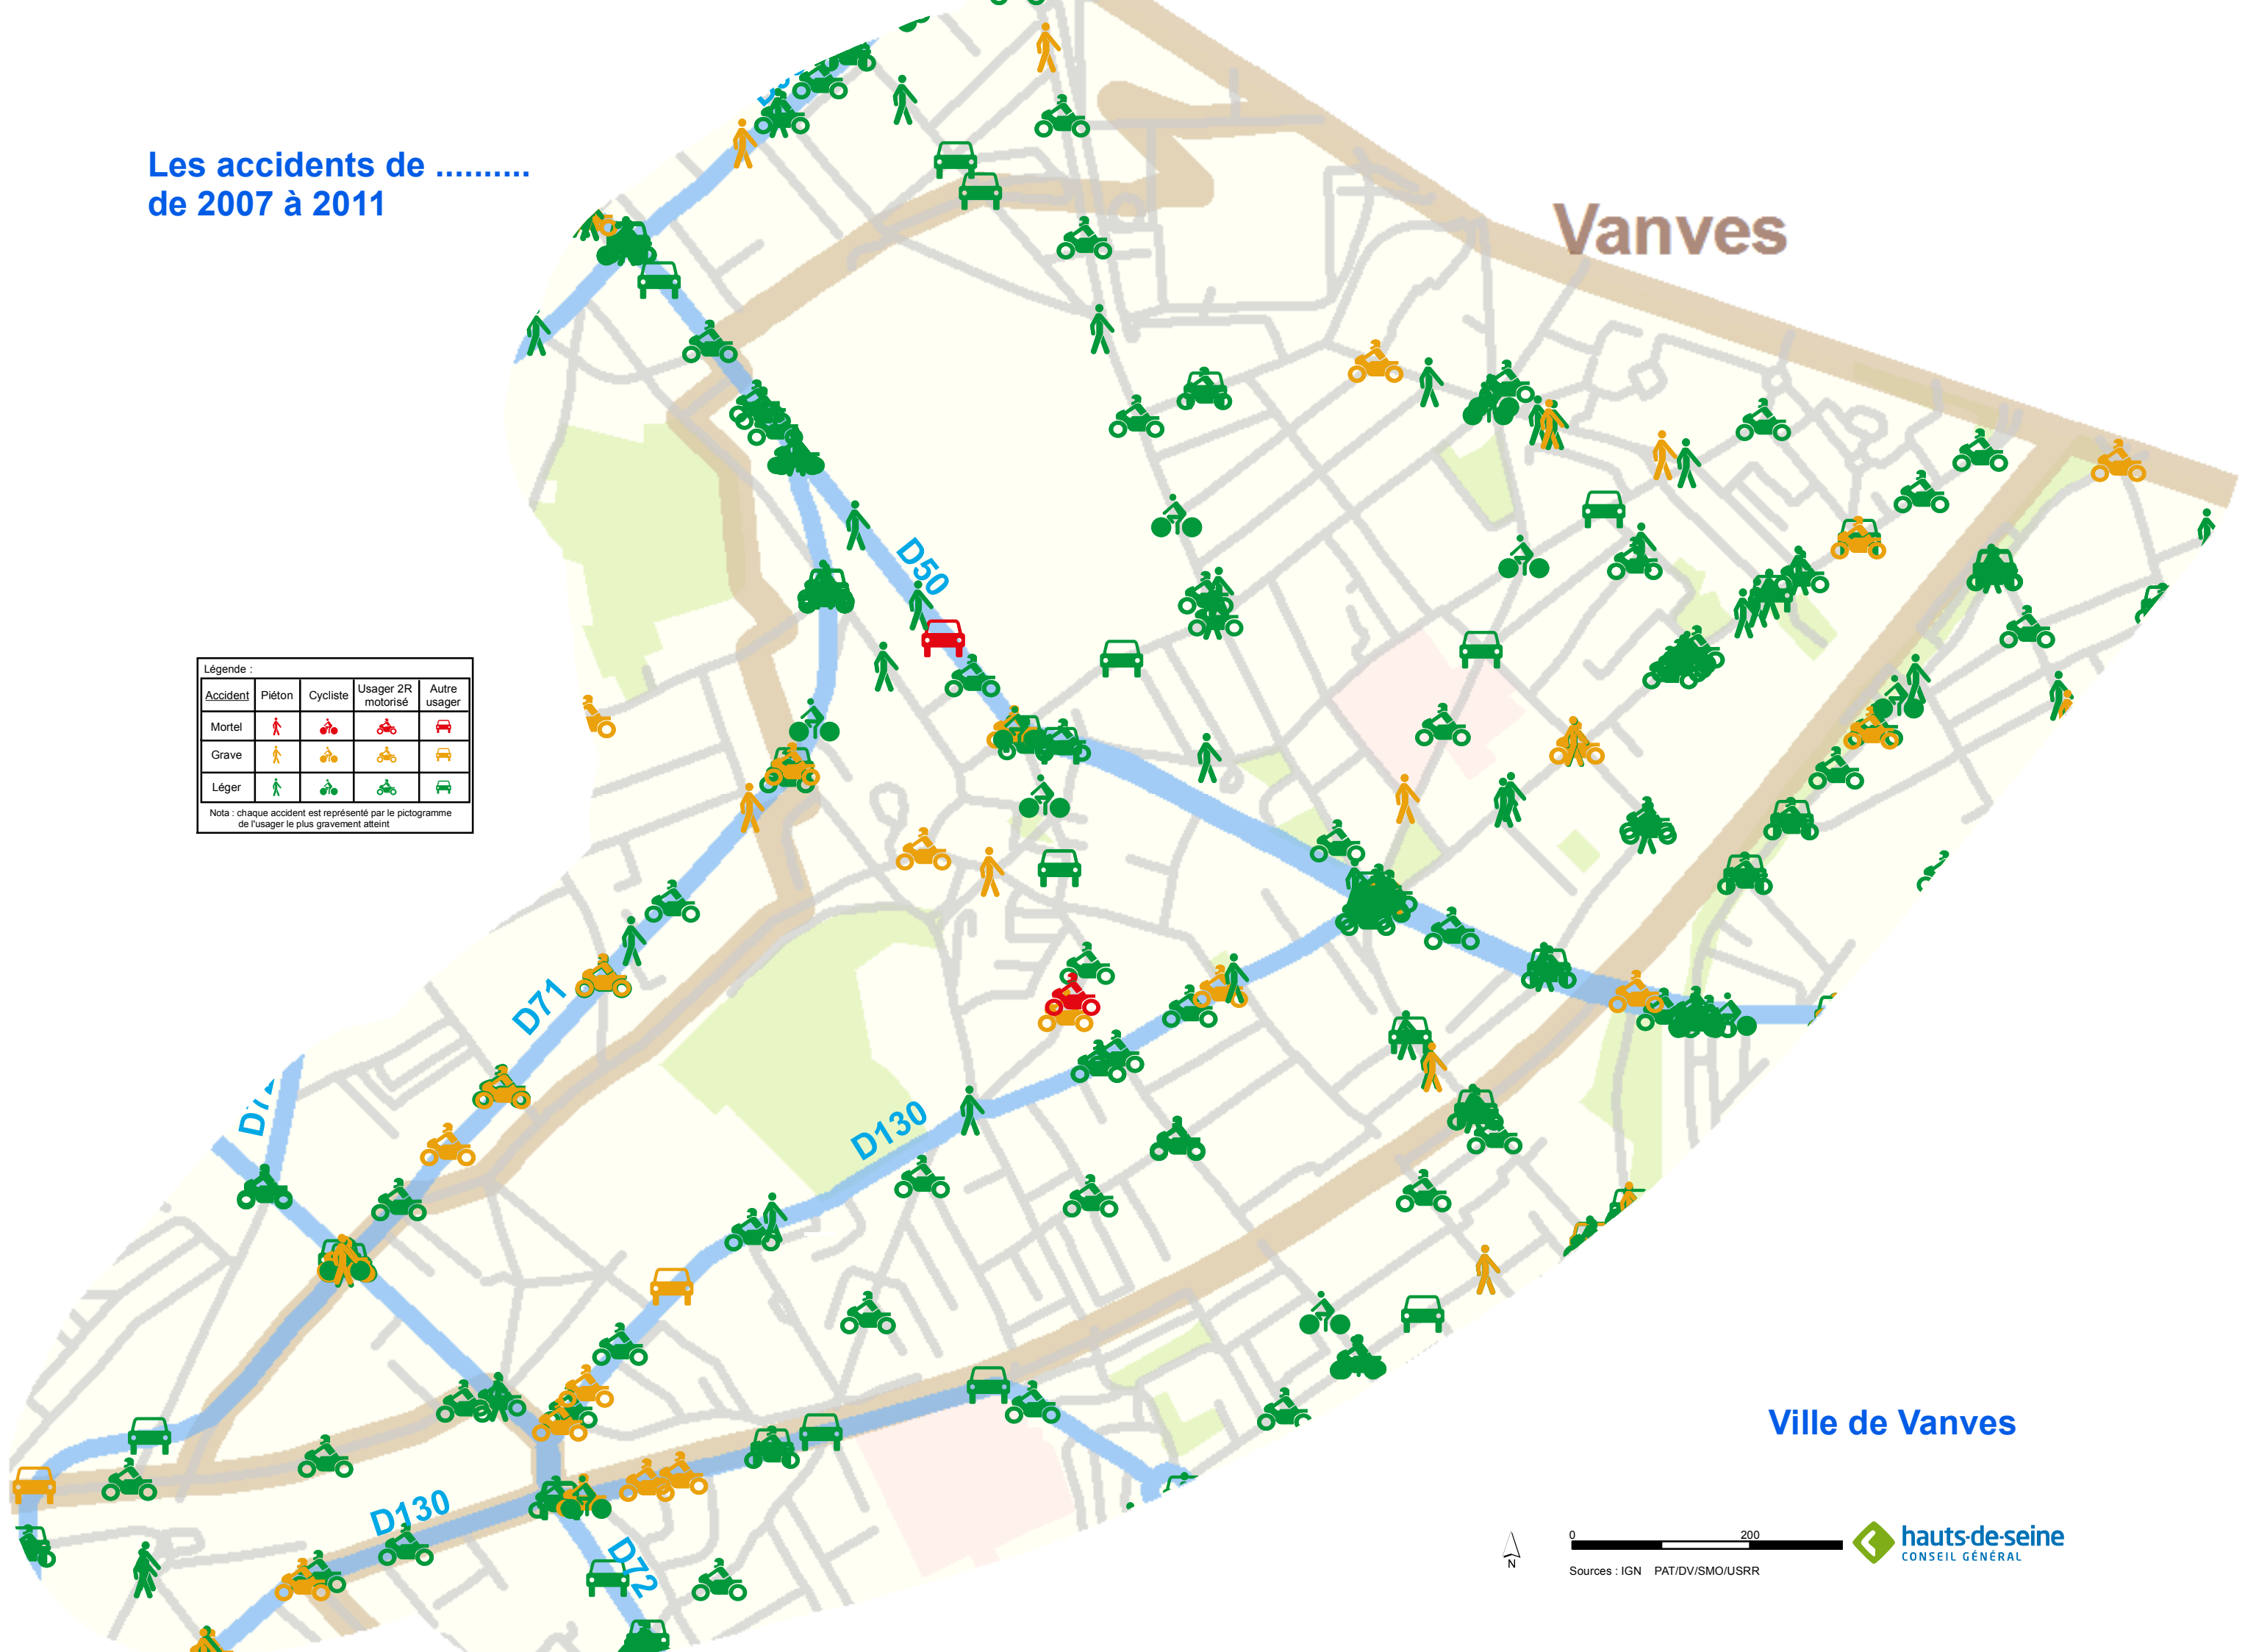 Les accidents de ..........
de 2007 à 2011
Vanves
D50
Légende :
Accident Piéton Cycliste Usager 2R motorisé Autre usager
Mortel
Grave
Léger
Nota : chaque accident est représenté par le pictogramme
de l'usager le plus gravement atteint
D71
D130
D130
D72
Ville de Vanves
0 200
N
Sources : IGN PAT/DV/SMO/USRR
hauts-de-seine
CONSEIL GÉNÉRAL